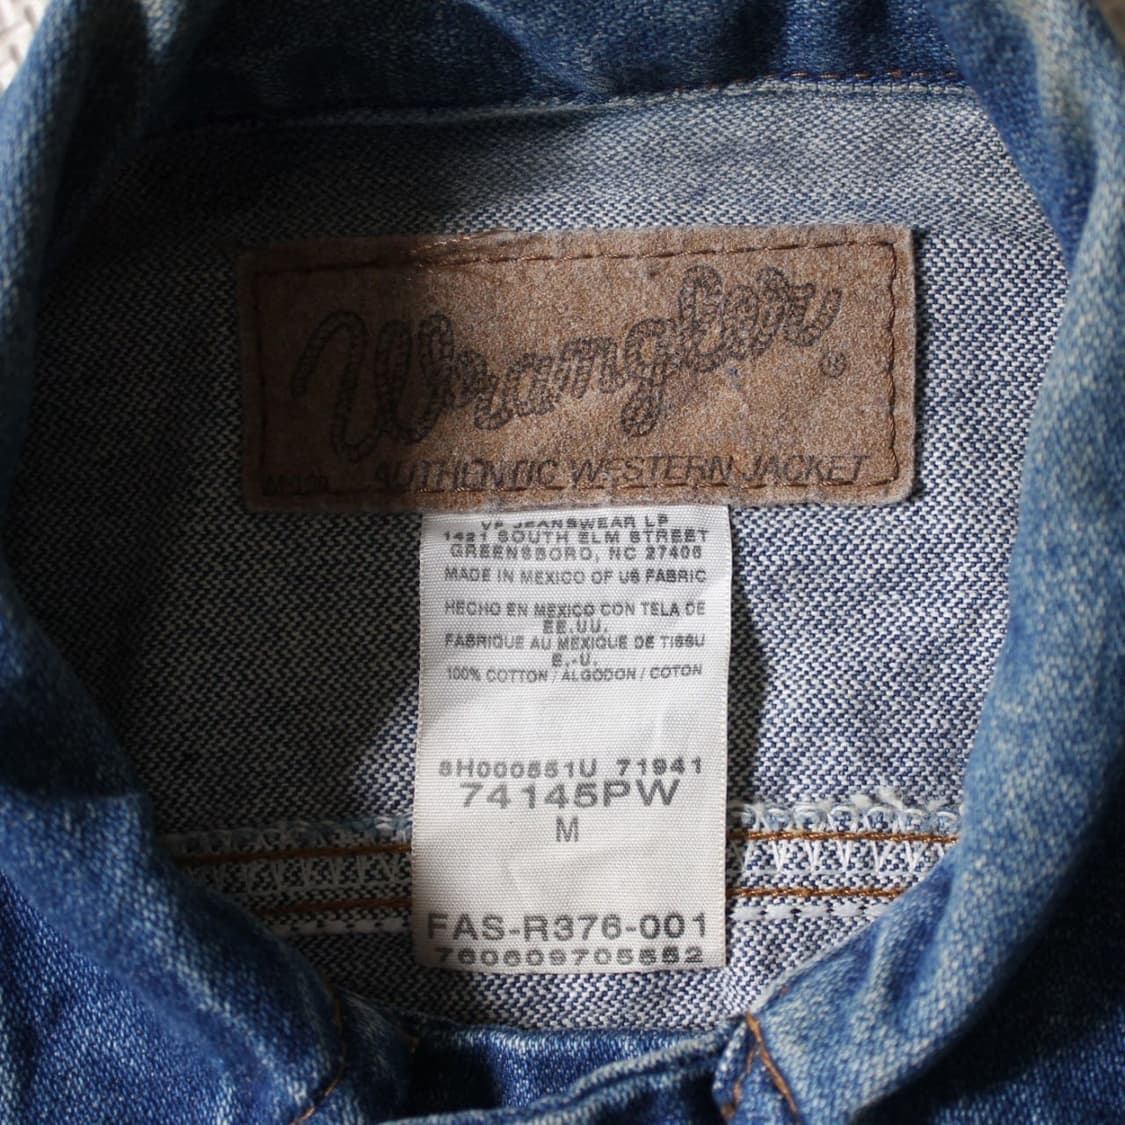 Wrangler ®
AUTHENTIC WESTERN JACKET
VF JEANSWEAR LP
1421 SOUTH ELM STREET
GREENSBORO, NC 27406
MADE IN MEXICO OF US FABRIC
HECHO EN MEXICO CON TELA DE
EE.UU.
FABRIQUE AU MEXIQUE DE TISSU
E.-U.
100% COTTON / ALGODON / COTON
71941
74145PW
M
FAS-R376-001